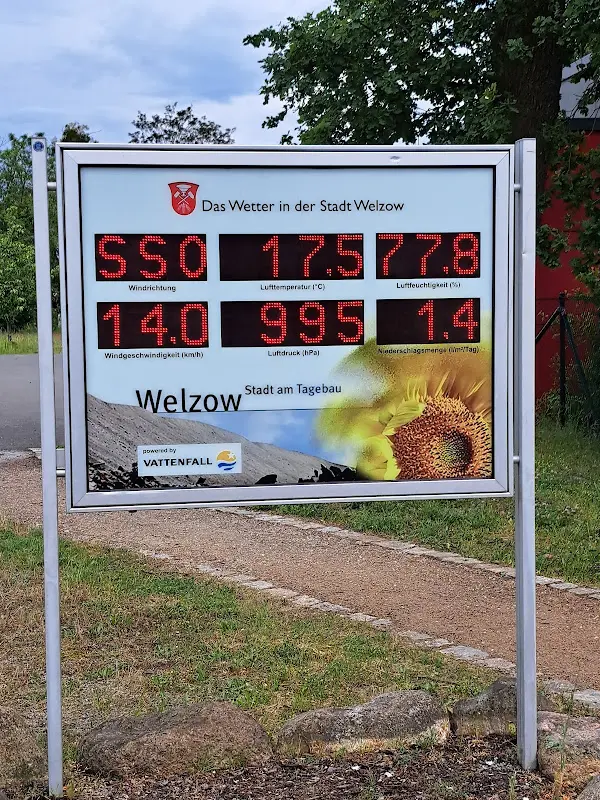 Das Wetter in der Stadt Welzow
SSO 17.5 77.8
Windrichtung Lufttemperatur (°C) Luftfeuchtigkeit (%)
14.0 995 1.4
Windgeschwindigkeit (km/h) Luftdruck (hPa) Niederschlagsmenge (l/m²/Tag)
Welzow Stadt am Tagebau
powered by
VATTENFALL